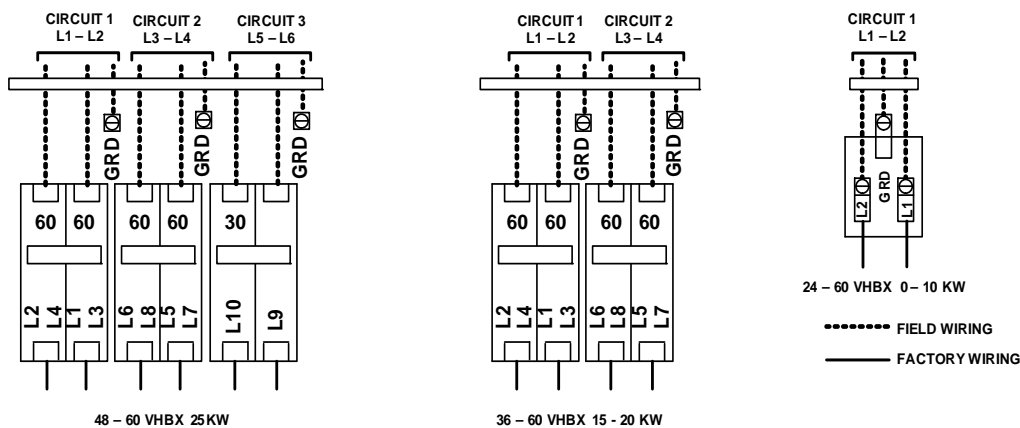 CIRCUIT 1
L1 – L2
CIRCUIT 2
L3 – L4
CIRCUIT 3
L5 – L6
GRD
GRD
GRD
60
60
60
60
30
L2
L4
L1
L3
L6
L8
L5
L7
L10
L9
48 – 60 VHBX 25KW
CIRCUIT 1
L1 – L2
CIRCUIT 2
L3 – L4
GRD
GRD
60
60
60
60
L2
L4
L1
L3
L6
L8
L5
L7
36 – 60 VHBX 15 - 20 KW
CIRCUIT 1
L1 – L2
L2
GRD
L1
24 – 60 VHBX 0 – 10 KW
FIELD WIRING
FACTORY WIRING